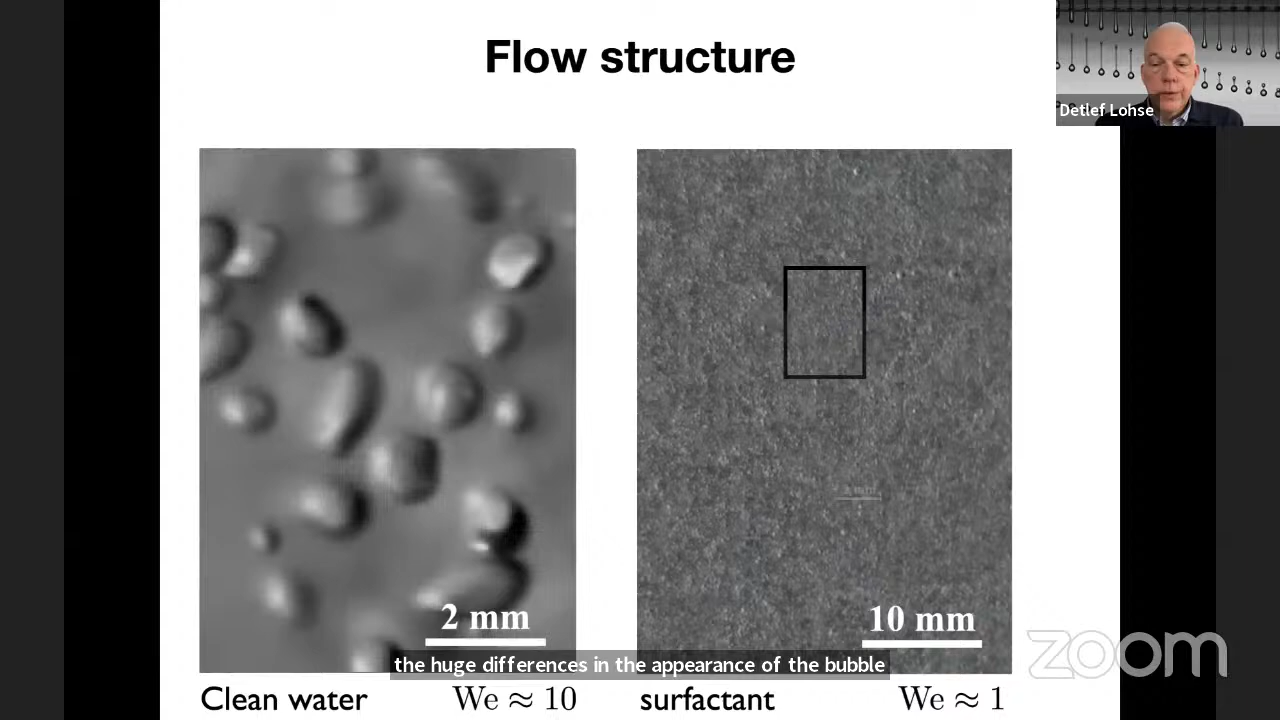 Flow structure
Detlef Lohse
2 mm
10 mm
the huge differences in the appearance of the bubble
zoom
Clean water
We ≈ 10
surfactant
We ≈ 1